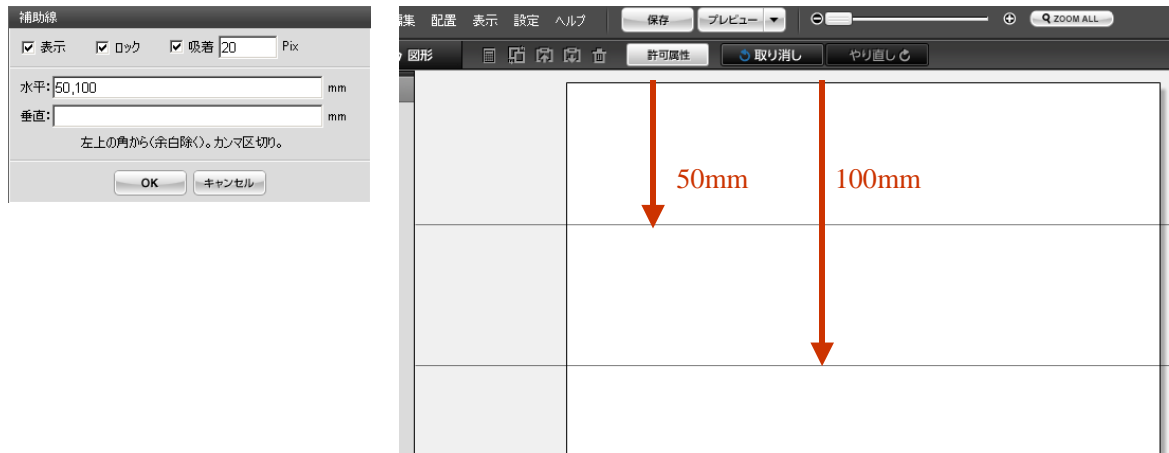 補助線
表示 ロック 吸着 20 Pix
水平: 50,100 mm
垂直: mm
左上の角から(余白除く)。カンマ区切り。
OK キャンセル
集 配置 表示 設定 ヘルプ 保存 プレビュー ZOOM ALL
図形 許可属性 取り消し やり直し
50mm 100mm